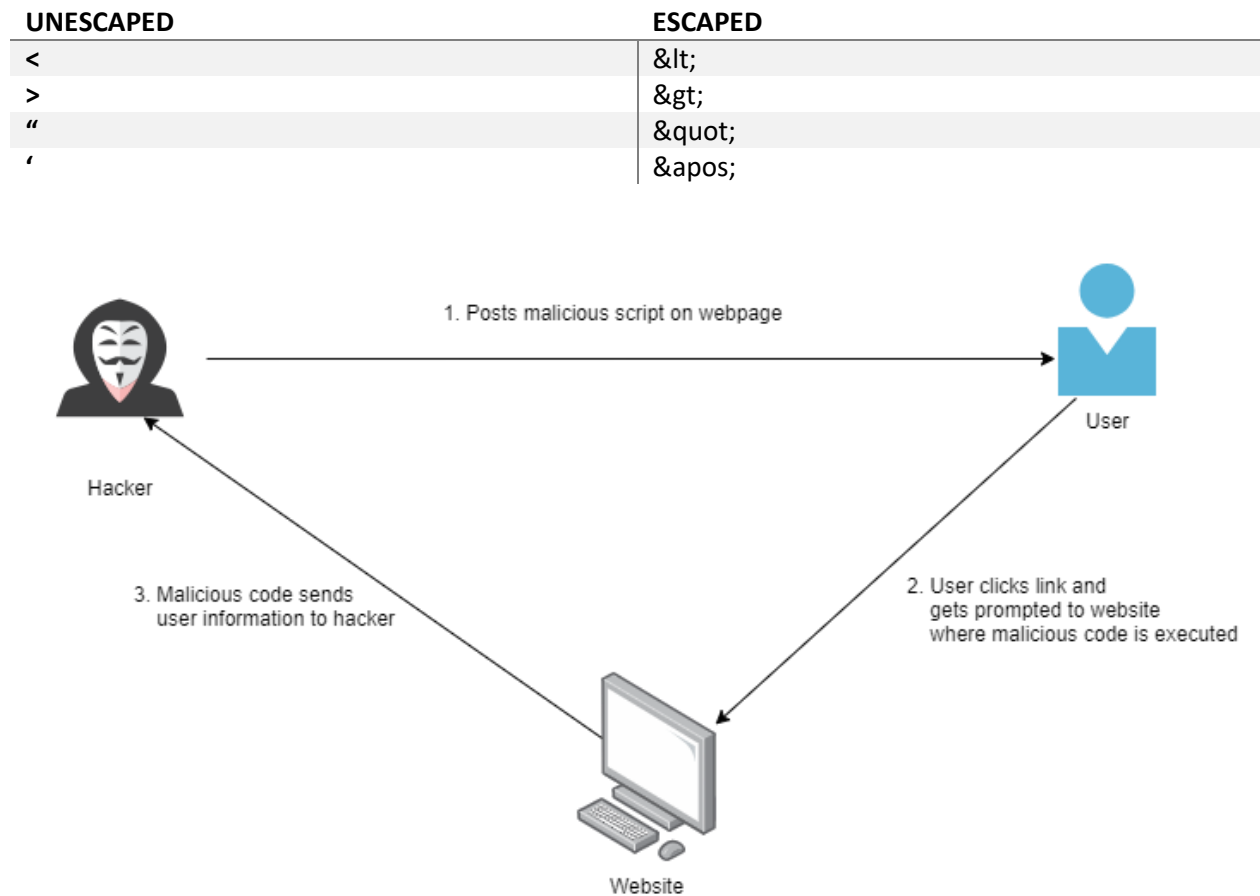 UNESCAPED ESCAPED
< &lt;
> &gt;
“ &quot;
‘ &apos;
1. Posts malicious script on webpage
User
Hacker
2. User clicks link and
gets prompted to website
where malicious code is executed
3. Malicious code sends
user information to hacker
Website